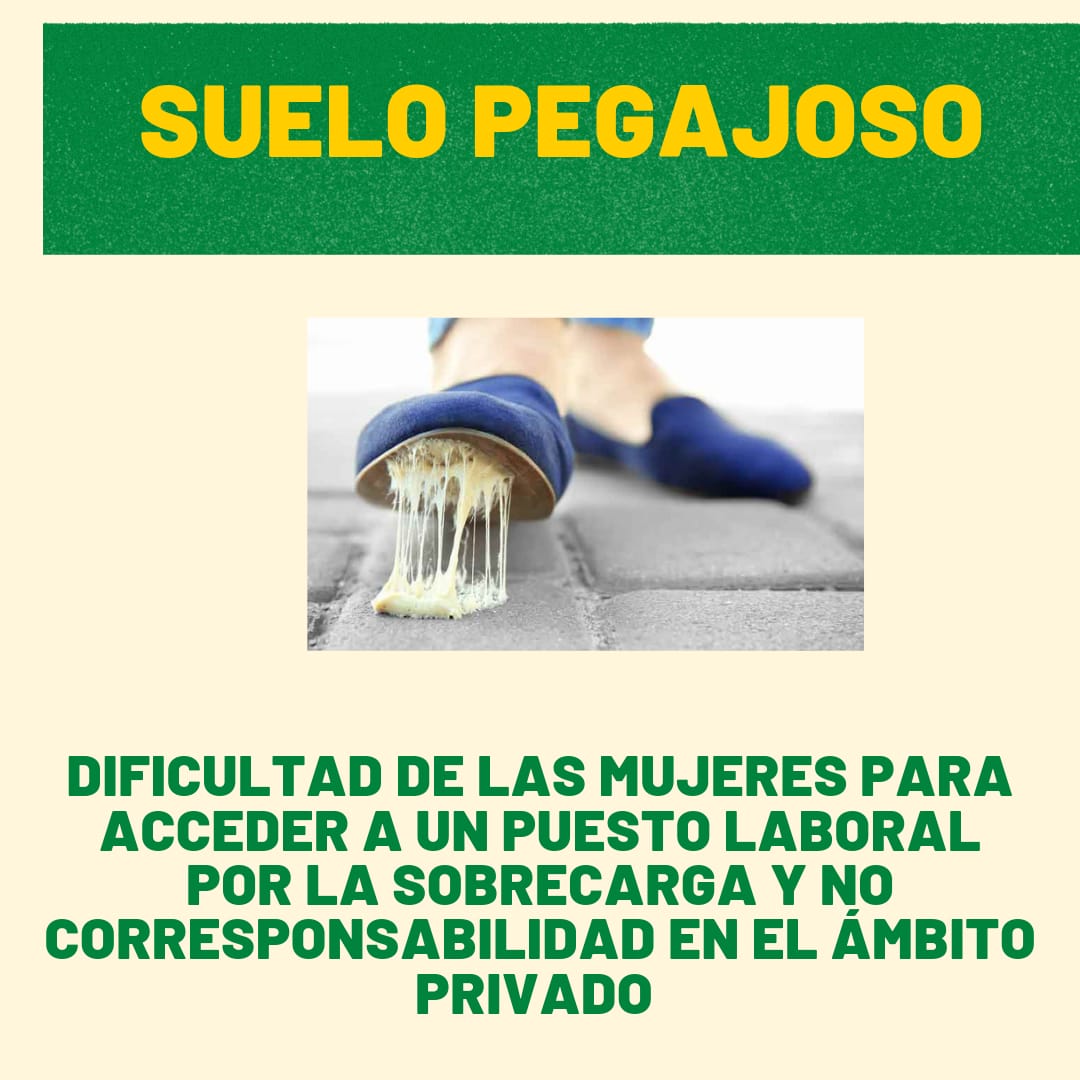 SUELO PEGAJOSO
DIFICULTAD DE LAS MUJERES PARA
ACCEDER A UN PUESTO LABORAL
POR LA SOBRECARGA Y NO
CORRESPONSABILIDAD EN EL ÁMBITO
PRIVADO